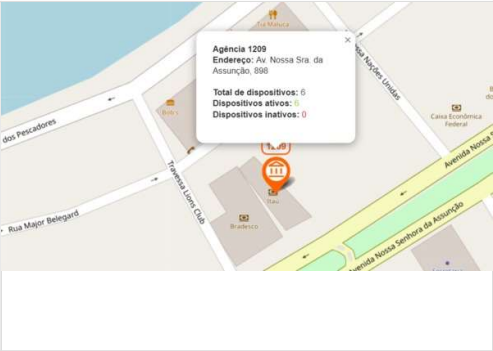 Tia Maluca
Agência 1209
Endereço: Av. Nossa Sra. da
Assunção, 898
Total de dispositivos: 6
Dispositivos ativos: 6
Dispositivos inativos: 0
×
Nações Unidas
Caixa Econômica
Federal
dos Pescadores
1209
Avenida Nossa S
Travessa Lions Club
Itaú
Rua Major Belegard
Bradesco
Avenida Nossa Senhora da Assunção